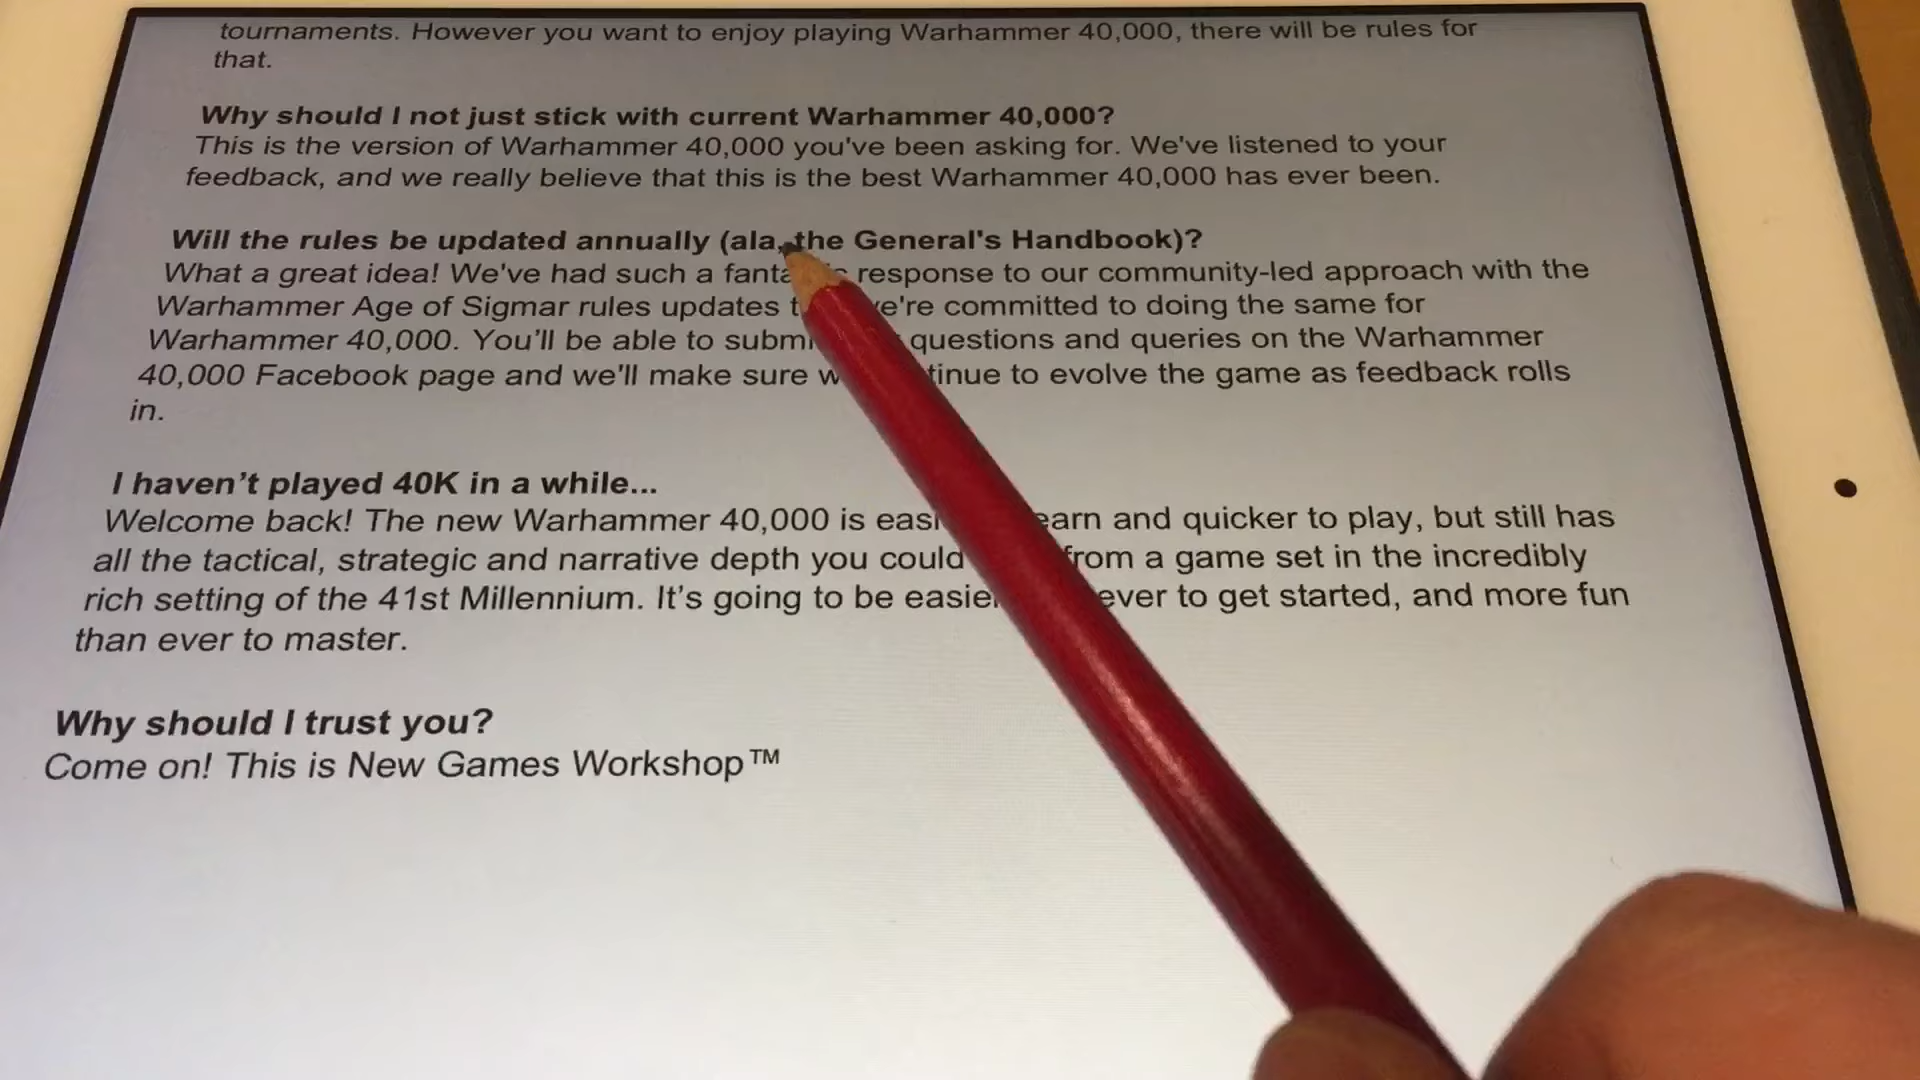 tournaments. However you want to enjoy playing Warhammer 40,000, there will be rules for
that.
Why should I not just stick with current Warhammer 40,000?
This is the version of Warhammer 40,000 you've been asking for. We've listened to your
feedback, and we really believe that this is the best Warhammer 40,000 has ever been.
Will the rules be updated annually (ala, the General's Handbook)?
What a great idea! We've had such a response to our community-led approach with the
Warhammer Age of Sigmar rules updates we're committed to doing the same for
Warhammer 40,000. You'll be able to submit questions and queries on the Warhammer
40,000 Facebook page and we'll make sure continue to evolve the game as feedback rolls
in.
I haven't played 40K in a while...
Welcome back! The new Warhammer 40,000 is learn and quicker to play, but still has
all the tactical, strategic and narrative depth you could from a game set in the incredibly
rich setting of the 41st Millennium. It's going to be easier ever to get started, and more fun
than ever to master.
Why should I trust you?
Come on! This is New Games Workshop™